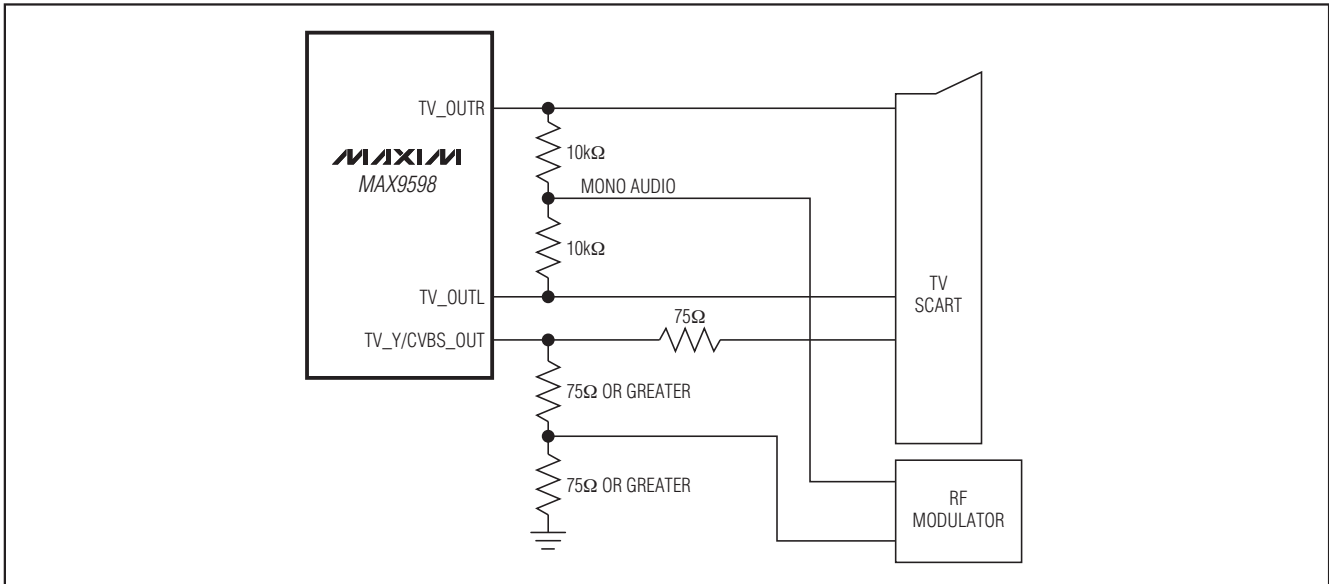 TV_OUTR
10kΩ
MAXIM
MAX9598
MONO AUDIO
10kΩ
TV_OUTL
TV
SCART
75Ω
TV_Y/CVBS_OUT
75Ω OR GREATER
75Ω OR GREATER
RF
MODULATOR